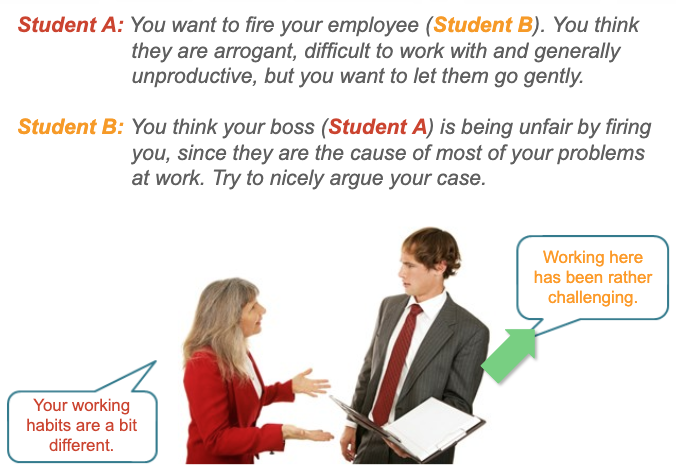 Student A: You want to fire your employee (Student B). You think
they are arrogant, difficult to work with and generally
unproductive, but you want to let them go gently.
Student B: You think your boss (Student A) is being unfair by firing
you, since they are the cause of most of your problems
at work. Try to nicely argue your case.
Working here
has been rather
challenging.
Your working
habits are a bit
different.